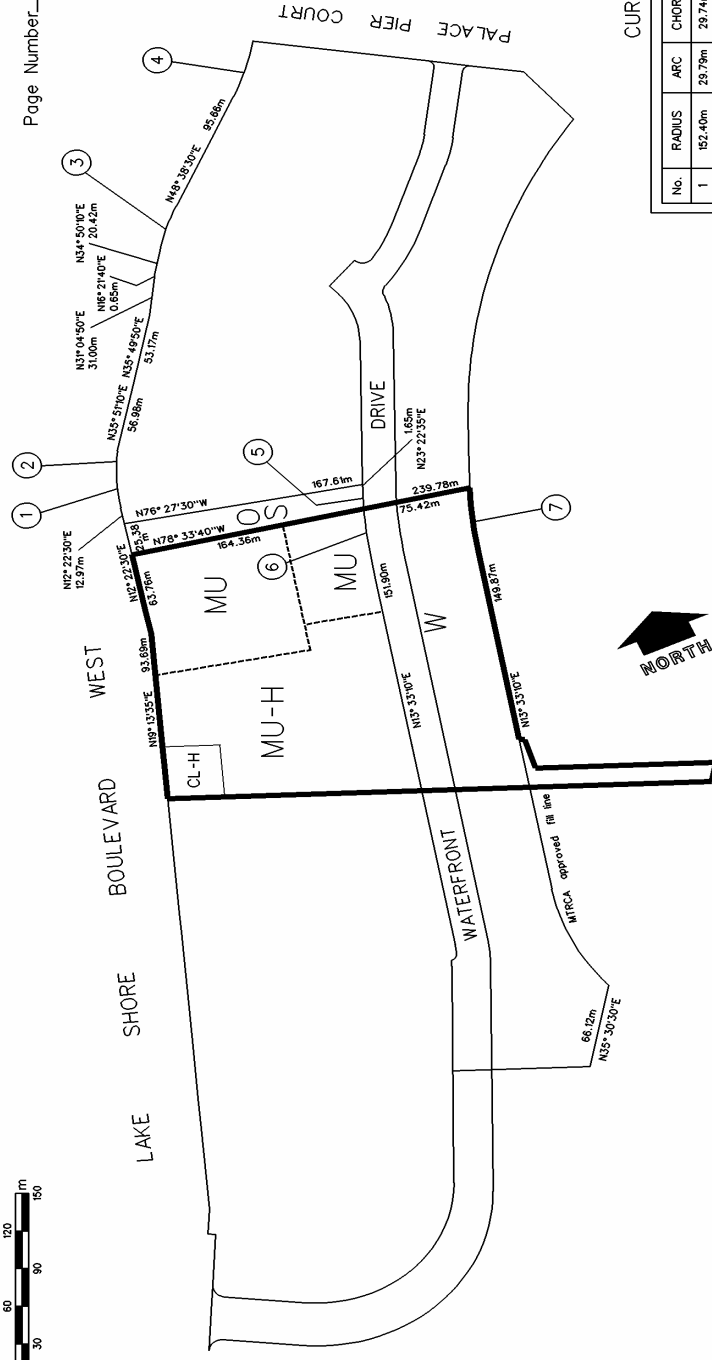 Page Number_
PALACE PIER COURT
4
N48° 38'30"E 95.66m
3
N34° 50'10"E
20.42m
N16° 21'40"E
0.65m
N31° 04'50"E
31.00m
N35° 49'50"E
53.17m
N35° 51'10"E
56.98m
2
1
N12° 22'30"E
12.97m
N76° 27'30"W 167.61m
5
25.38
m
N12° 22'30"E
63.76m
N78° 33'40"W
164.36m
OS
DRIVE
1.65m
N23° 22'35"E
239.78m
75.42m
6
7
MU
MU
151.90m
N13° 33'10"E
W
149.87m
N13° 33'10"E
93.69m
N19° 13'35"E
MU-H
CL-H
LAKE SHORE BOULEVARD WEST
WATERFRONT
MTRCA approved fill line
66.12m
N35° 30'30"E
NORTH
30 60 90 120 150
m
CUR
No. RADIUS ARC CHOR
1 152.40m 29.79m 29.74